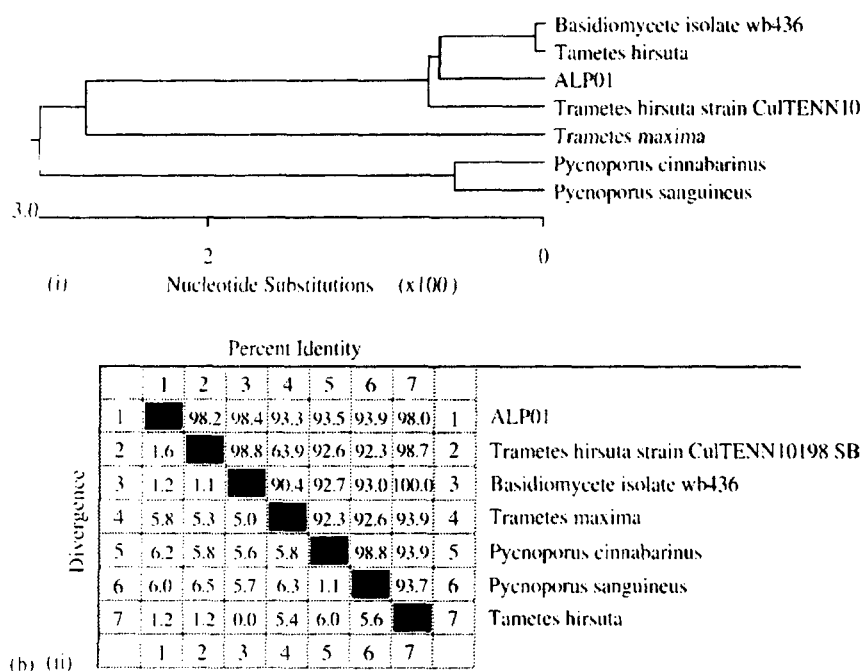 Basidiomycete isolate wb436
Tametes hirsuta
ALP01
Trametes hirsuta strain CulTENN10
Trametes maxima
Pycnoporus cinnabarinus
Pycnoporus sanguineus
3.0
2 0
(i) Nucleotide Substitutions (x100)
Percent Identity
1 2 3 4 5 6 7
1 98.2 98.4 93.3 93.5 93.9 98.0 1 ALP01
2 1.6 98.8 63.9 92.6 92.3 98.7 2 Trametes hirsuta strain CulTENN10198 SB
3 1.2 1.1 90.4 92.7 93.0 100.0 3 Basidiomycete isolate wb436
4 5.8 5.3 5.0 92.3 92.6 93.9 4 Trametes maxima
5 6.2 5.8 5.6 5.8 98.8 93.9 5 Pycnoporus cinnabarinus
6 6.0 6.5 5.7 6.3 1.1 93.7 6 Pycnoporus sanguineus
7 1.2 1.2 0.0 5.4 6.0 5.6 7 Tametes hirsuta
1 2 3 4 5 6 7
Divergence
(b) (ii)